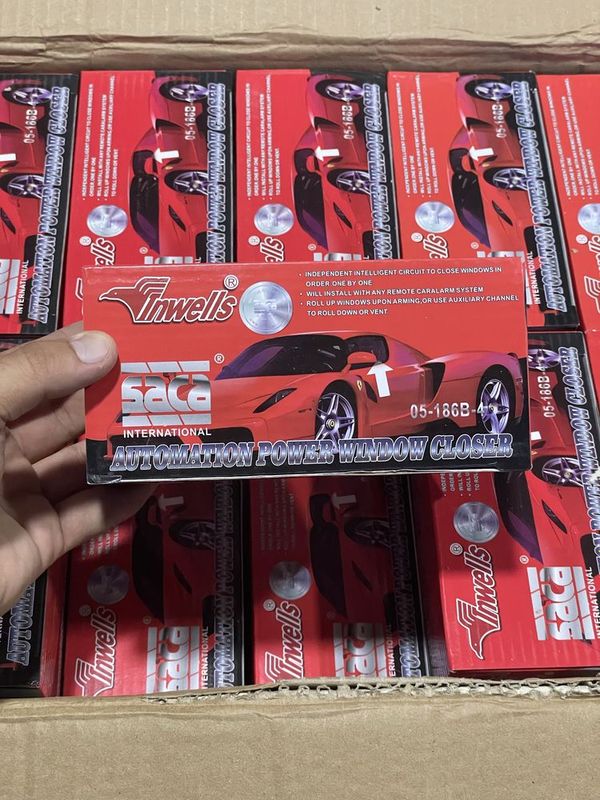 Inwells®
• INDEPENDENT INTELLIGENT CIRCUIT TO CLOSE WINDOWS IN
ORDER ONE BY ONE
• WILL INSTALL WITH ANY REMOTE CARALARM SYSTEM
• ROLL UP WINDOWS UPON ARMING,OR USE AUXILIARY CHANNEL
TO ROLL DOWN OR VENT
saca®
INTERNATIONAL
05-186B-4
AUTOMATION POWER WINDOW CLOSER